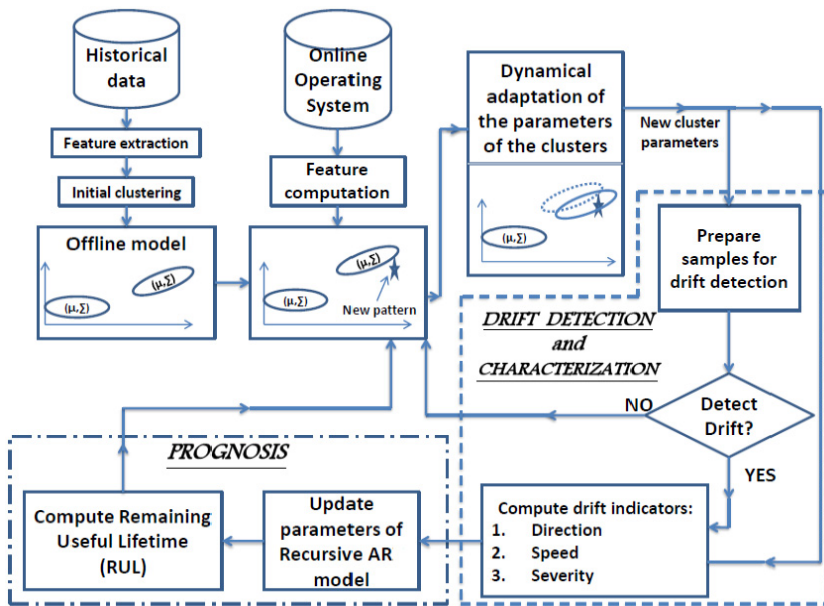 Historical
data
Feature extraction
Initial clustering
Offline model
(μ,Σ)
(μ,Σ)
Online
Operating
System
Feature
computation
(μ,Σ)
(μ,Σ)
New pattern
Dynamical
adaptation of
the parameters
of the clusters
(μ,Σ)
New cluster
parameters
Prepare
samples for
drift detection
DRIFT DETECTION
and
CHARACTERIZATION
Detect
Drift?
NO
YES
Compute drift indicators:
1. Direction
2. Speed
3. Severity
PROGNOSIS
Update
parameters of
Recursive AR
model
Compute Remaining
Useful Lifetime
(RUL)